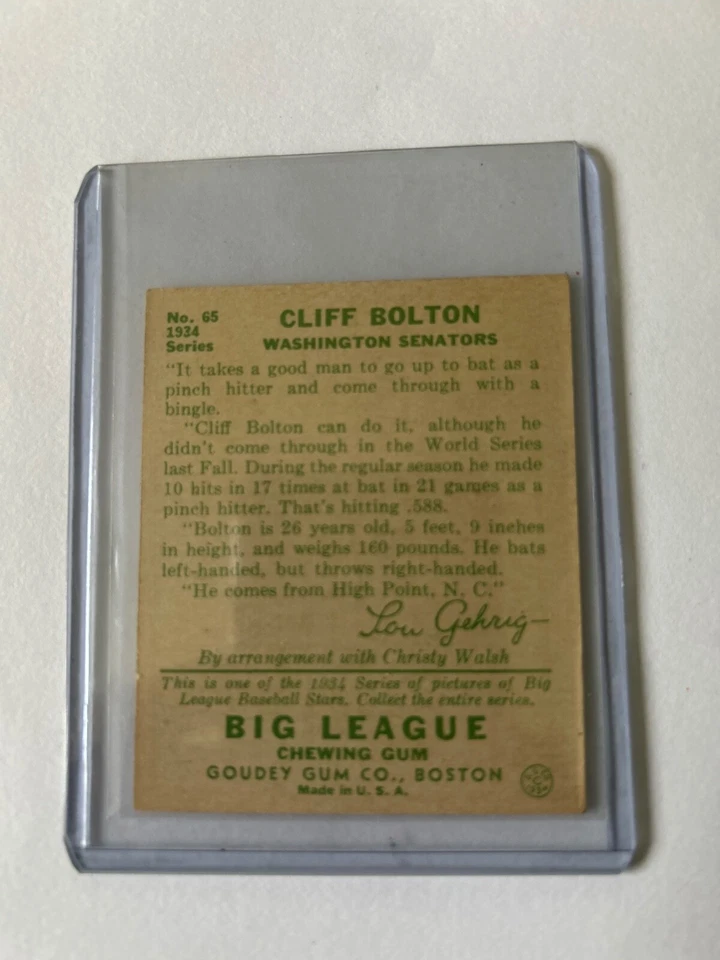 No. 65
1934
Series
CLIFF BOLTON
WASHINGTON SENATORS
"It takes a good man to go up to bat as a
pinch hitter and come through with a
bingle.
"Cliff Bolton can do it, although he
didn't come through in the World Series
last Fall. During the regular season he made
10 hits in 17 times at bat in 21 games as a
pinch hitter. That's hitting .588.
"Bolton is 26 years old, 5 feet, 9 inches
in height, and weighs 160 pounds. He bats
left-handed, but throws right-handed.
"He comes from High Point, N. C."
Lou Gehrig
By arrangement with Christy Walsh
This is one of the 1934 Series of pictures of Big
League Baseball Stars. Collect the entire series.
BIG LEAGUE
CHEWING GUM
GOUDEY GUM CO., BOSTON
Made in U. S. A.